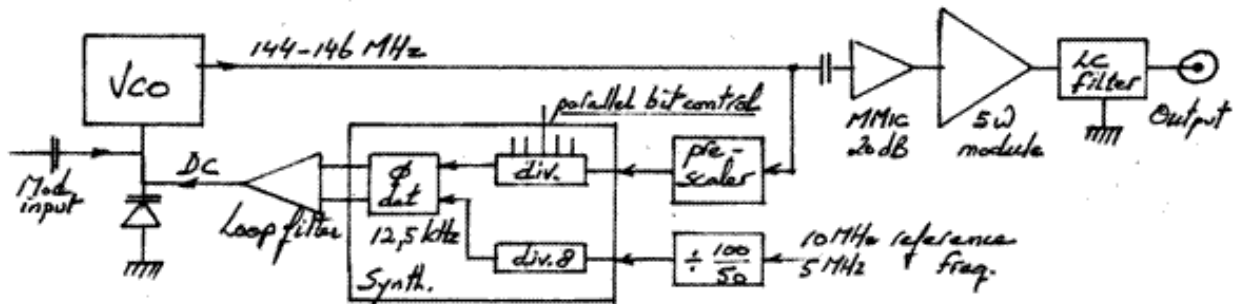 144-146 MHz
VCO
LC
filter
Output
parallel bit control
MMIC
20dB
5W
module
Mod.
input
DC
Loop filter
ϕ
det
12,5 kHz
div.
pre-
scaler
div. 8
Synth.
÷ 100
50
10 MHz reference
5 MHz freq.